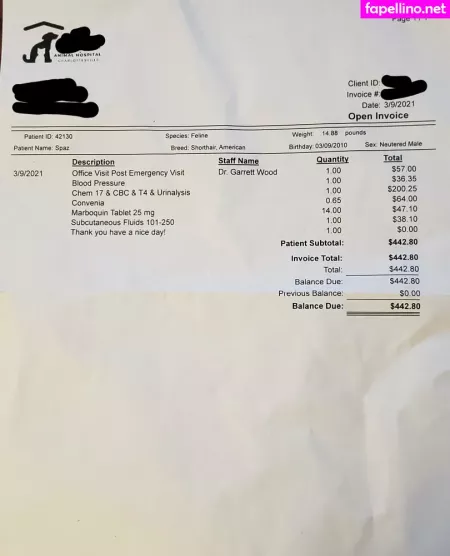 fapellino.net
Page 1 / 1
ANIMAL HOSPITAL
CHARLOTTESVILLE
Client ID:
Invoice #:
Date: 3/9/2021
Open Invoice
Patient ID: 42130 Species: Feline Weight 14.88 pounds
Patient Name: Spaz Breed: Shorthair, American Birthday: 03/09/2010 Sex: Neutered Male
Description Staff Name Quantity Total
3/9/2021 Office Visit Post Emergency Visit Dr. Garrett Wood 1.00 $57.00
Blood Pressure 1.00 $36.35
Chem 17 & CBC & T4 & Urinalysis 1.00 $200.25
Convenia 0.65 $64.00
Marboquin Tablet 25 mg 14.00 $47.10
Subcutaneous Fluids 101-250 1.00 $38.10
Thank you have a nice day! 1.00 $0.00
Patient Subtotal: $442.80
Invoice Total: $442.80
Total: $442.80
Balance Due: $442.80
Previous Balance: $0.00
Balance Due: $442.80